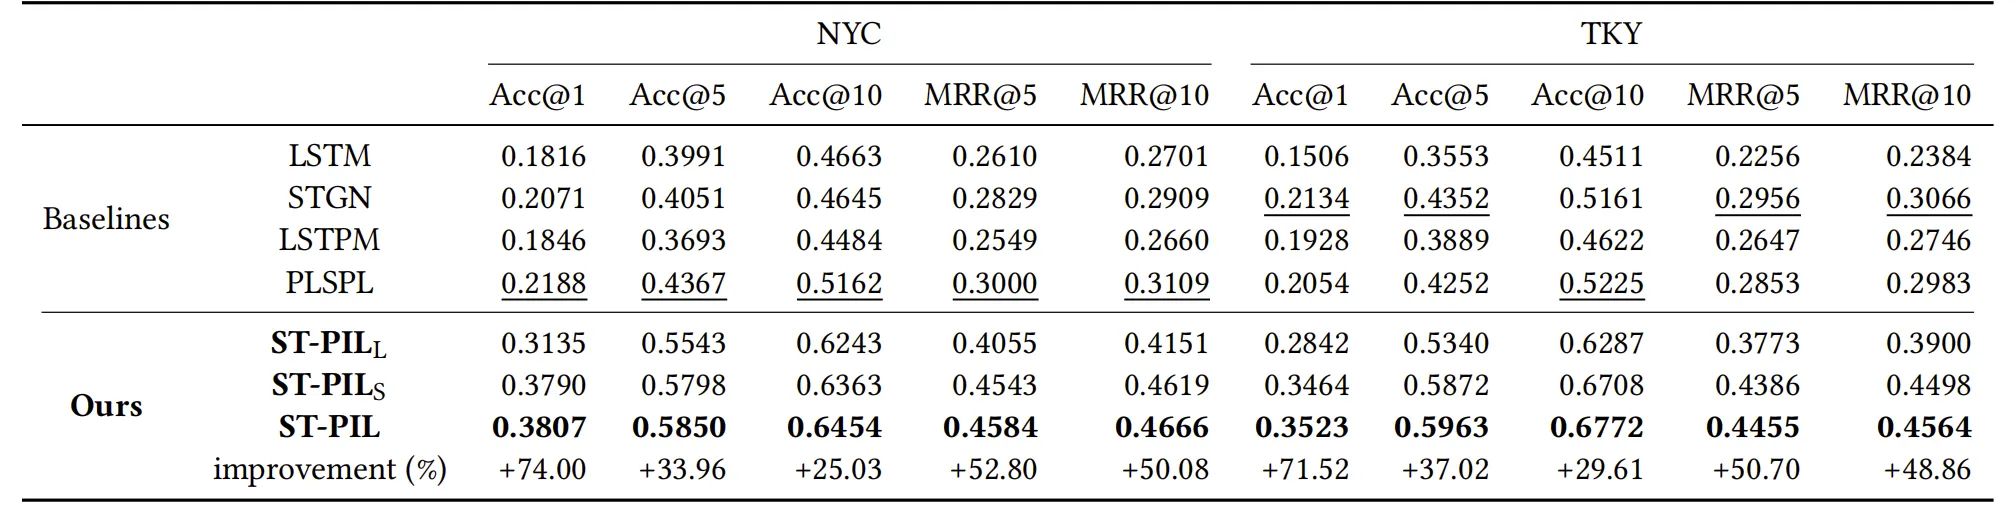 NYC TKY
Acc@1 Acc@5 Acc@10 MRR@5 MRR@10 Acc@1 Acc@5 Acc@10 MRR@5 MRR@10
LSTM 0.1816 0.3991 0.4663 0.2610 0.2701 0.1506 0.3553 0.4511 0.2256 0.2384
STGN 0.2071 0.4051 0.4645 0.2829 0.2909 0.2134 0.4352 0.5161 0.2956 0.3066
Baselines
LSTPM 0.1846 0.3693 0.4484 0.2549 0.2660 0.1928 0.3889 0.4622 0.2647 0.2746
PLSPL 0.2188 0.4367 0.5162 0.3000 0.3109 0.2054 0.4252 0.5225 0.2853 0.2983
ST-PILL 0.3135 0.5543 0.6243 0.4055 0.4151 0.2842 0.5340 0.6287 0.3773 0.3900
ST-PILS 0.3790 0.5798 0.6363 0.4543 0.4619 0.3464 0.5872 0.6708 0.4386 0.4498
Ours
ST-PIL 0.3807 0.5850 0.6454 0.4584 0.4666 0.3523 0.5963 0.6772 0.4455 0.4564
improvement (%) +74.00 +33.96 +25.03 +52.80 +50.08 +71.52 +37.02 +29.61 +50.70 +48.86